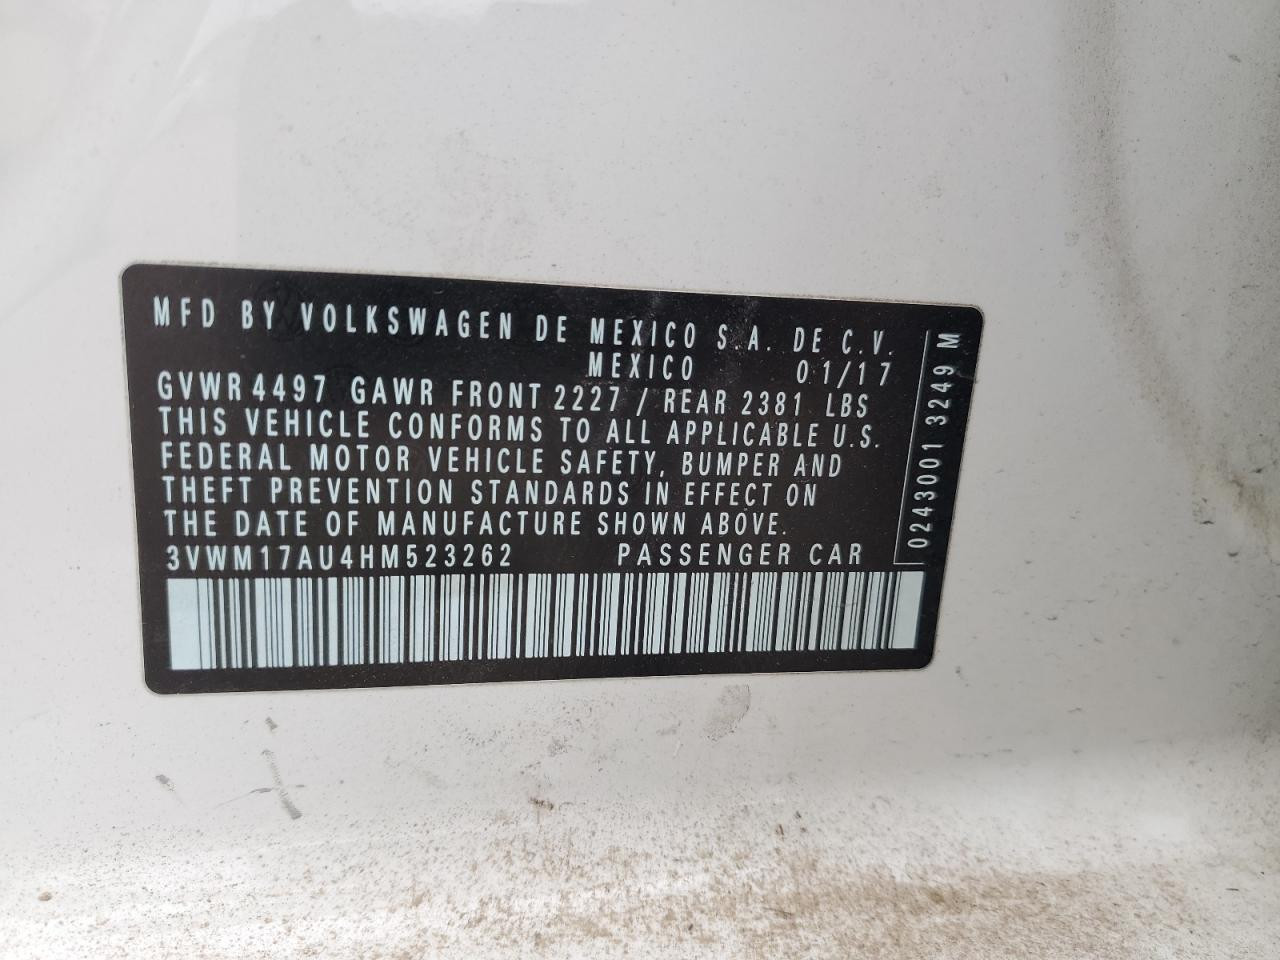 MFD BY VOLKSWAGEN DE MEXICO S.A. DE C.V.
MEXICO 01/17
GVWR 4497 GAWR FRONT 2227 / REAR 2381 LBS
THIS VEHICLE CONFORMS TO ALL APPLICABLE U.S.
FEDERAL MOTOR VEHICLE SAFETY, BUMPER AND
THEFT PREVENTION STANDARDS IN EFFECT ON
THE DATE OF MANUFACTURE SHOWN ABOVE.
3VWM17AU4HM523262 PASSENGER CAR
0243001 3249 M